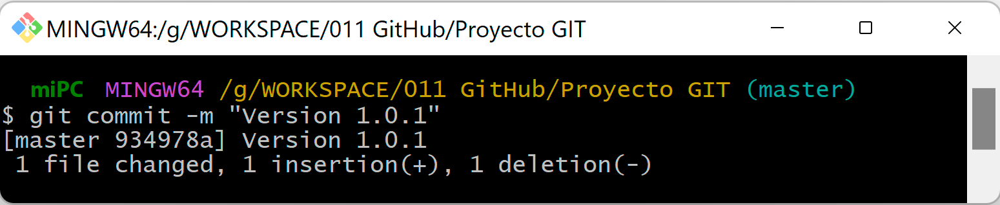 MINGW64:/g/WORKSPACE/011 GitHub/Proyecto GIT
miPC MINGW64 /g/WORKSPACE/011 GitHub/Proyecto GIT (master)
$ git commit -m "Version 1.0.1"
[master 934978a] Version 1.0.1
1 file changed, 1 insertion(+), 1 deletion(-)